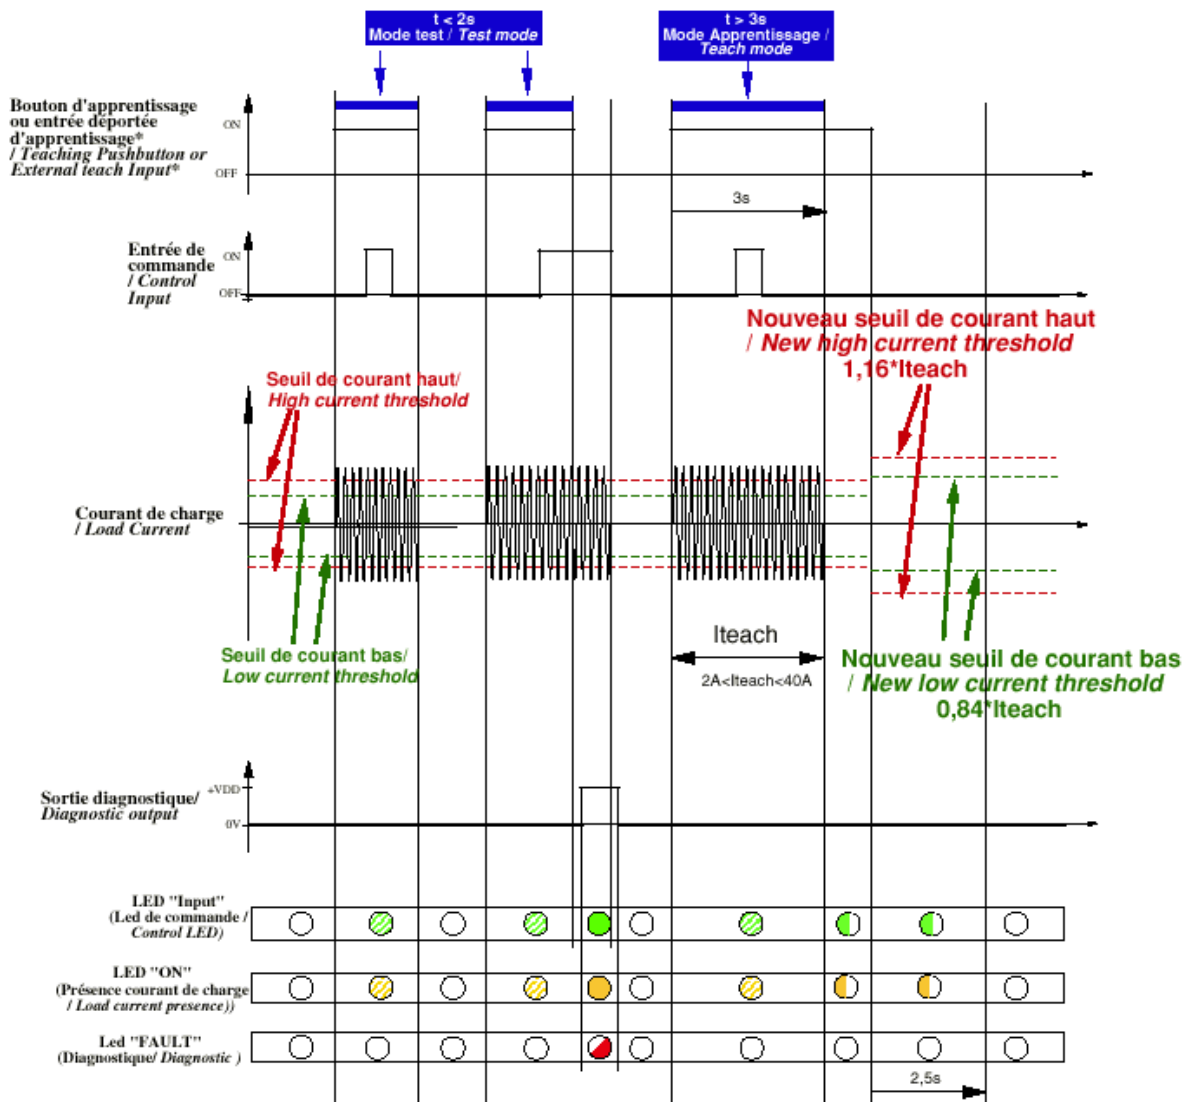 t < 2s
Mode test / Test mode
t > 3s
Mode Apprentissage /
Teach mode
Bouton d'apprentissage
ou entrée déportée
d'apprentissage*
/ Teaching Pushbutton or
External teach Input*
ON
OFF
3s
Entrée de
commande
/ Control
Input
ON
OFF
Nouveau seuil de courant haut
/ New high current threshold
1,16*Iteach
Seuil de courant haut/
High current threshold
Courant de charge
/ Load Current
Seuil de courant bas/
Low current threshold
Iteach
2A<Iteach<40A
Nouveau seuil de courant bas
/ New low current threshold
0,84*Iteach
Sortie diagnostique/
Diagnostic output
+VDD
0V
LED "Input"
(Led de commande /
Control LED)
LED "ON"
(Présence courant de charge
/ Load current presence))
Led "FAULT"
(Diagnostique/ Diagnostic )
2,5s